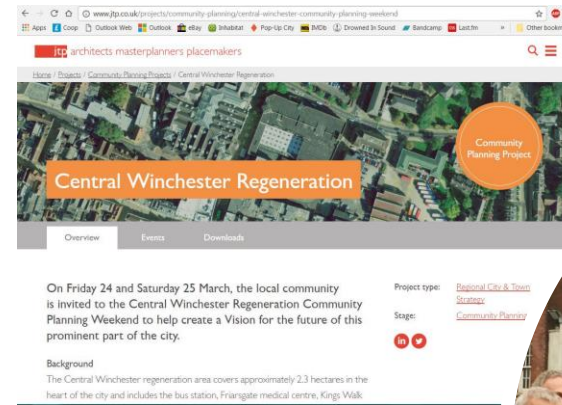 www.jtp.co.uk/projects/community-planning/central-winchester-community-planning-weekend
Apps Coop Outlook Web Outlook eBay Inhabitat Pop-Up City IMDb Drowned In Sound Bandcamp Last.fm » Other bookm
jtp architects masterplanners placemakers
Home / Projects / Community Planning Projects / Central Winchester Regeneration
Community
Planning Project
Central Winchester Regeneration
Overview Events Downloads
On Friday 24 and Saturday 25 March, the local community
is invited to the Central Winchester Regeneration Community
Planning Weekend to help create a Vision for the future of this
prominent part of the city.
Project type: Regional City & Town
Strategy
Stage: Community Planning
in
Background
The Central Winchester regeneration area covers approximately 2.3 hectares in the
heart of the city and includes the bus station, Friarsgate medical centre, Kings Walk